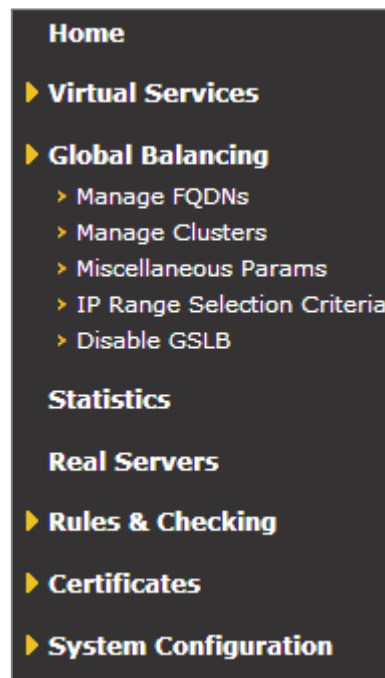 Home
Virtual Services
Global Balancing
Manage FQDNs
Manage Clusters
Miscellaneous Params
IP Range Selection Criteria
Disable GSLB
Statistics
Real Servers
Rules & Checking
Certificates
System Configuration